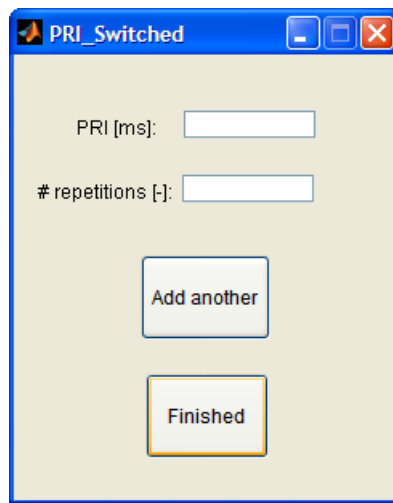 PRI_Switched
PRI [ms]:
# repetitions [-]:
Add another
Finished